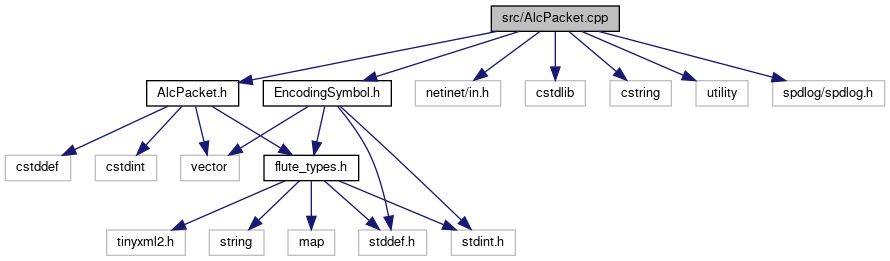 src/AlcPacket.cpp
AlcPacket.h
EncodingSymbol.h
netinet/in.h
cstdlib
cstring
utility
spdlog/spdlog.h
cstddef
cstdint
vector
flute_types.h
tinyxml2.h
string
map
stddef.h
stdint.h